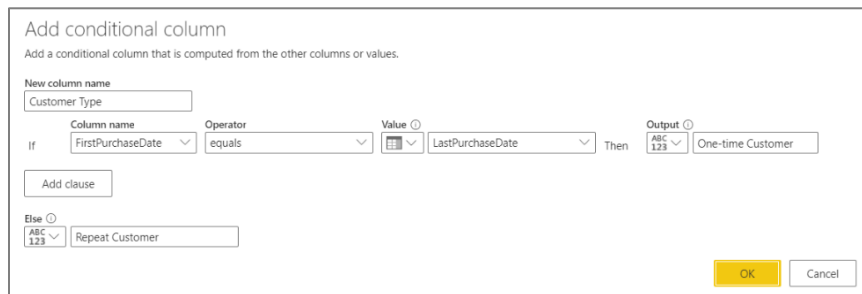 Add conditional column
Add a conditional column that is computed from the other columns or values.
New column name
Customer Type
Column name Operator Value Output
If FirstPurchaseDate equals LastPurchaseDate Then ABC 123 One-time Customer
Add clause
Else
ABC 123 Repeat Customer
OK Cancel